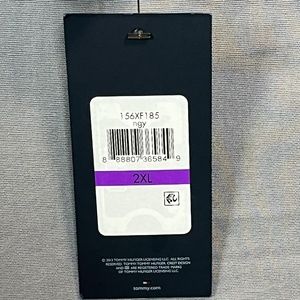 156XF185
ngy
8 88807 36584 9
2XL
© 2013 TOMMY HILFIGER LICENSING LLC. ALL
RIGHTS RESERVED. TOMMY HILFIGER, CREST DESIGN
AND ARE REGISTERED TRADE MARKS
OF TOMMY HILFIGER LICENSING LLC.
tommy.com